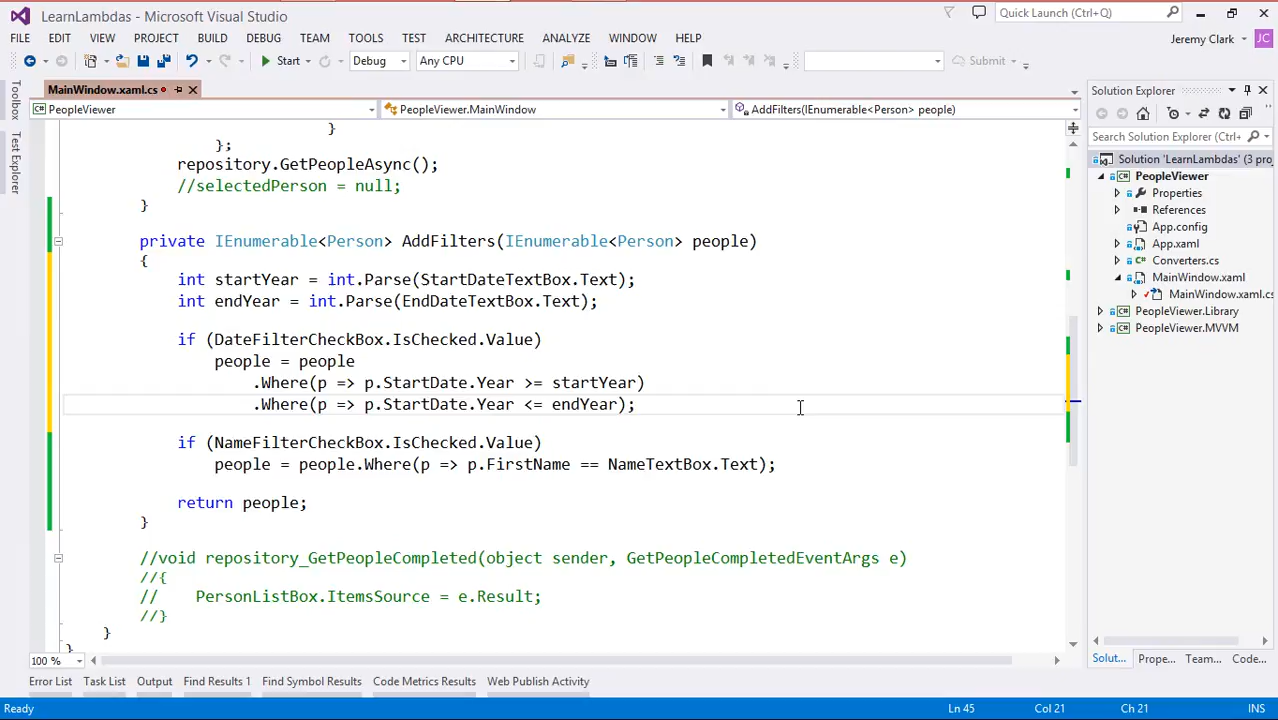 LearnLambdas - Microsoft Visual Studio
Quick Launch (Ctrl+Q)
FILE EDIT VIEW PROJECT BUILD DEBUG TEAM TOOLS TEST ARCHITECTURE ANALYZE WINDOW HELP
Jeremy Clark JC
Start Debug Any CPU Submit
Toolbox
Test Explorer
MainWindow.xaml.cs
PeopleViewer PeopleViewer.MainWindow AddFilters(IEnumerable<Person> people)
}
};
repository.GetPeopleAsync();
//selectedPerson = null;
}
private IEnumerable<Person> AddFilters(IEnumerable<Person> people)
{
int startYear = int.Parse(StartDateTextBox.Text);
int endYear = int.Parse(EndDateTextBox.Text);
if (DateFilterCheckBox.IsChecked.Value)
people = people
.Where(p => p.StartDate.Year >= startYear)
.Where(p => p.StartDate.Year <= endYear);
if (NameFilterCheckBox.IsChecked.Value)
people = people.Where(p => p.FirstName == NameTextBox.Text);
return people;
}
//void repository_GetPeopleCompleted(object sender, GetPeopleCompletedEventArgs e)
//{
// PersonListBox.ItemsSource = e.Result;
//}
}
}
100 %
Solution Explorer
Search Solution Explorer (Ctrl+
Solution 'LearnLambdas' (3 proj
PeopleViewer
Properties
References
App.config
App.xaml
Converters.cs
MainWindow.xaml
MainWindow.xaml.cs
PeopleViewer.Library
PeopleViewer.MVVM
Solut... Prope... Team... Code...
Error List Task List Output Find Results 1 Find Symbol Results Code Metrics Results Web Publish Activity
Ready Ln 45 Col 21 Ch 21 INS